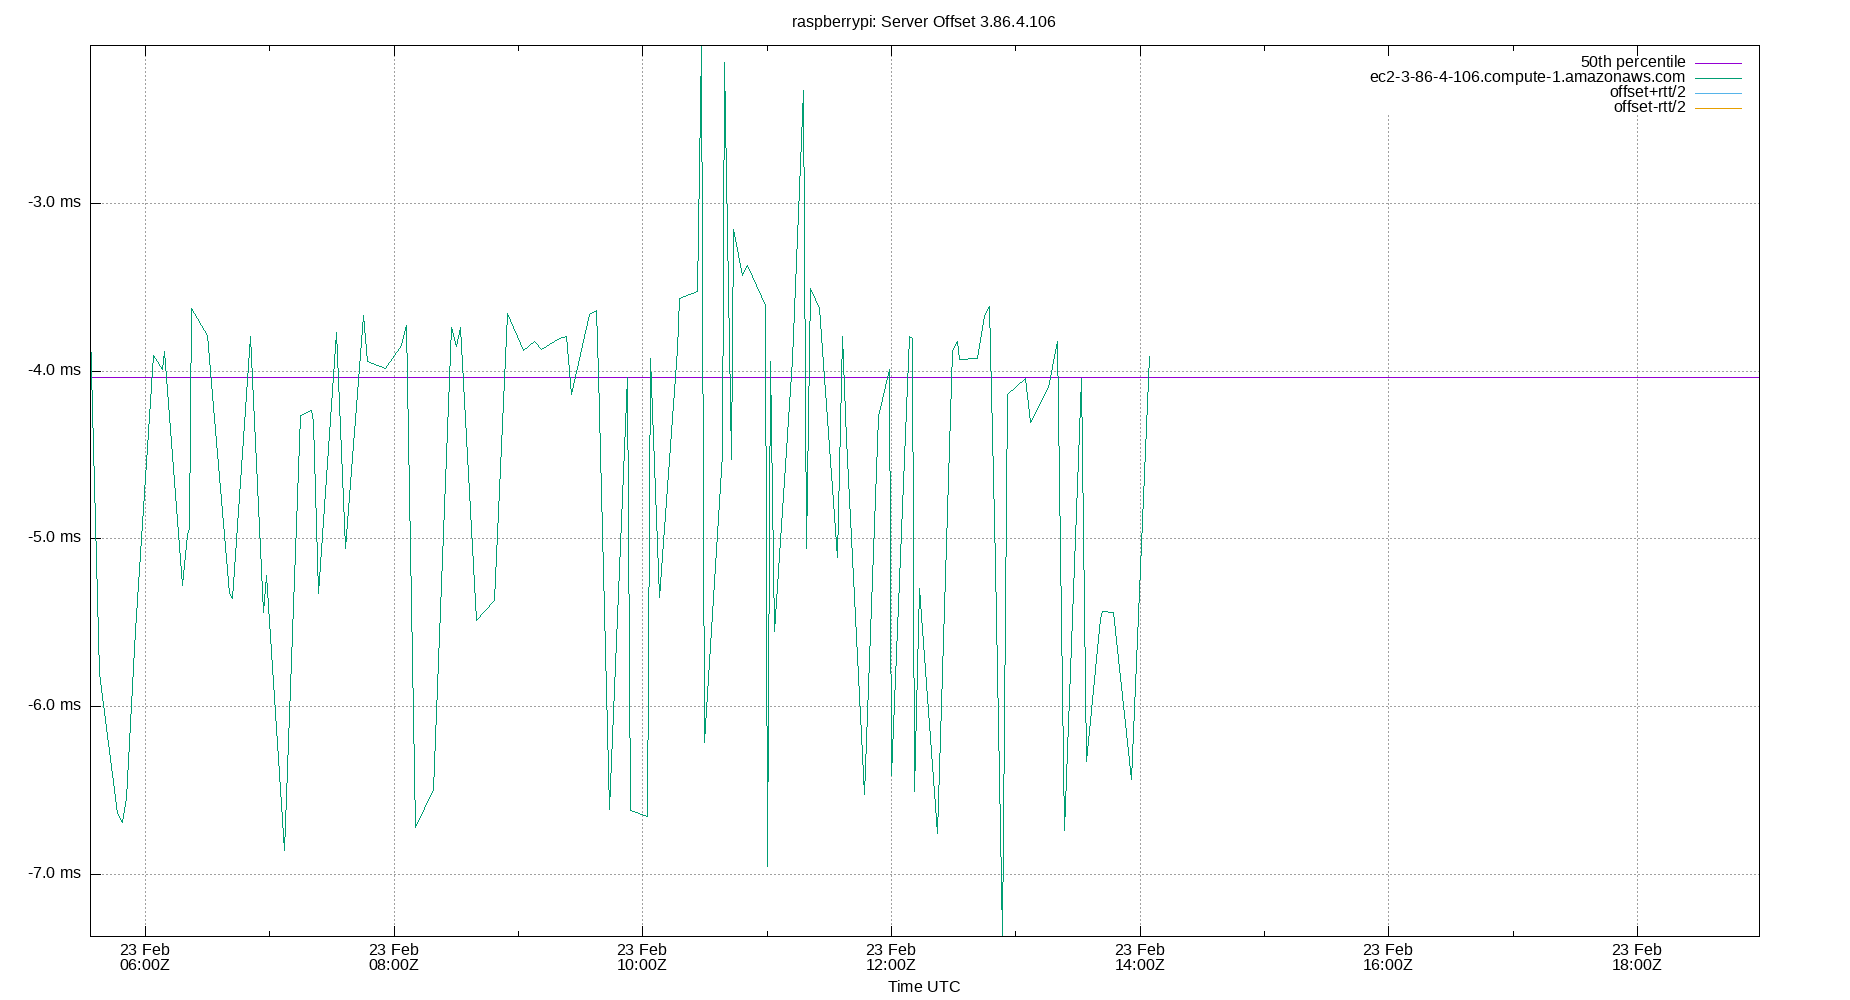 raspberrypi: Server Offset 3.86.4.106
50th percentile
ec2-3-86-4-106.compute-1.amazonaws.com
offset+rtt/2
offset-rtt/2
-3.0 ms
-4.0 ms
-5.0 ms
-6.0 ms
-7.0 ms
23 Feb 23 Feb 23 Feb 23 Feb 23 Feb 23 Feb 23 Feb
06:00Z 08:00Z 10:00Z 12:00Z 14:00Z 16:00Z 18:00Z
Time UTC